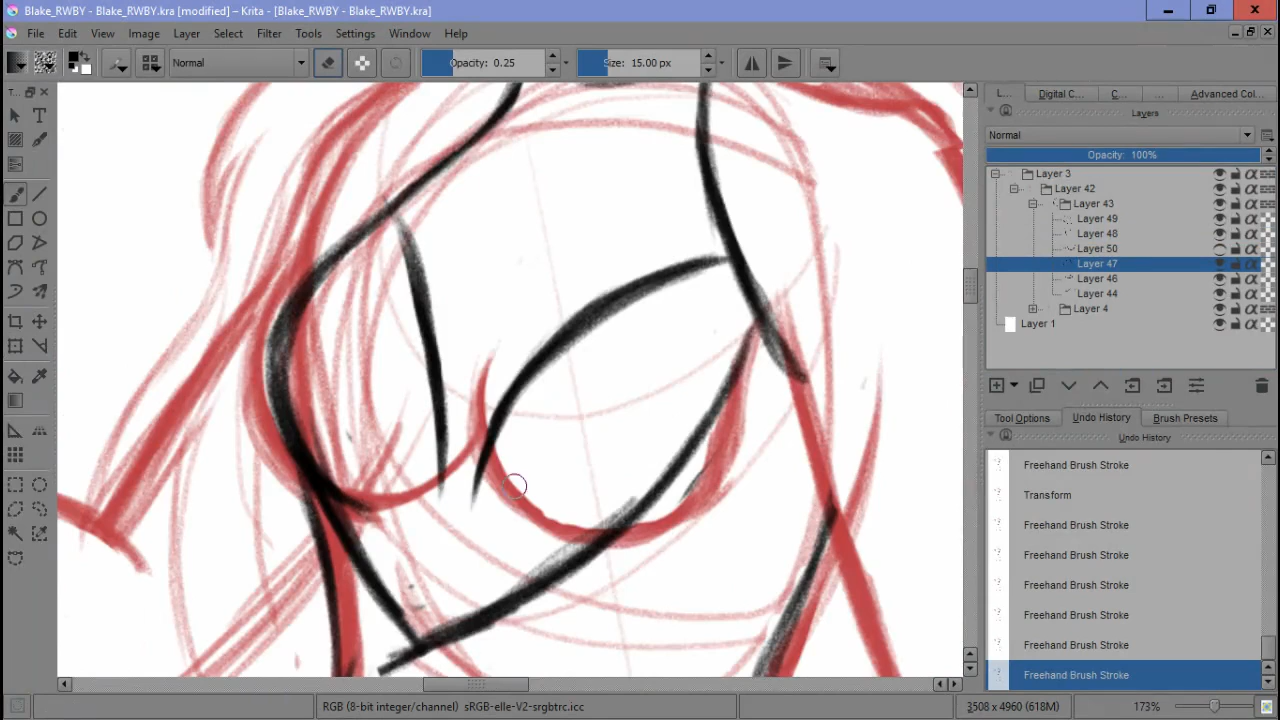 Blake_RWBY - Blake_RWBY.kra [modified] – Krita - [Blake_RWBY - Blake_RWBY.kra]
File Edit View Image Layer Select Filter Tools Settings Window Help
Normal Opacity: 0.25 Size: 15.00 px
T... L... Digital C... C... ... Advanced Col...
Layers
Normal
Opacity: 100%
Layer 3
Layer 42
Layer 43
Layer 49
Layer 48
Layer 50
Layer 47
Layer 46
Layer 44
Layer 4
Layer 1
Tool Options Undo History Brush Presets
Undo History
Freehand Brush Stroke
Transform
Freehand Brush Stroke
Freehand Brush Stroke
Freehand Brush Stroke
Freehand Brush Stroke
Freehand Brush Stroke
Freehand Brush Stroke
RGB (8-bit integer/channel) sRGB-elle-V2-srgbtrc.icc 3508 x 4960 (618M) 173%